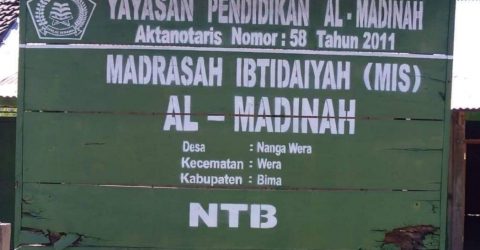 YAYASAN PENDIDIKAN AL-MADINAH
Aktanotaris Nomor : 58 Tahun 2011
MADRASAH IBTIDAIYAH (MIS)
AL - MADINAH
Desa : Nanga Wera
Kecematan : Wera
Kabupaten : Bima
NTB